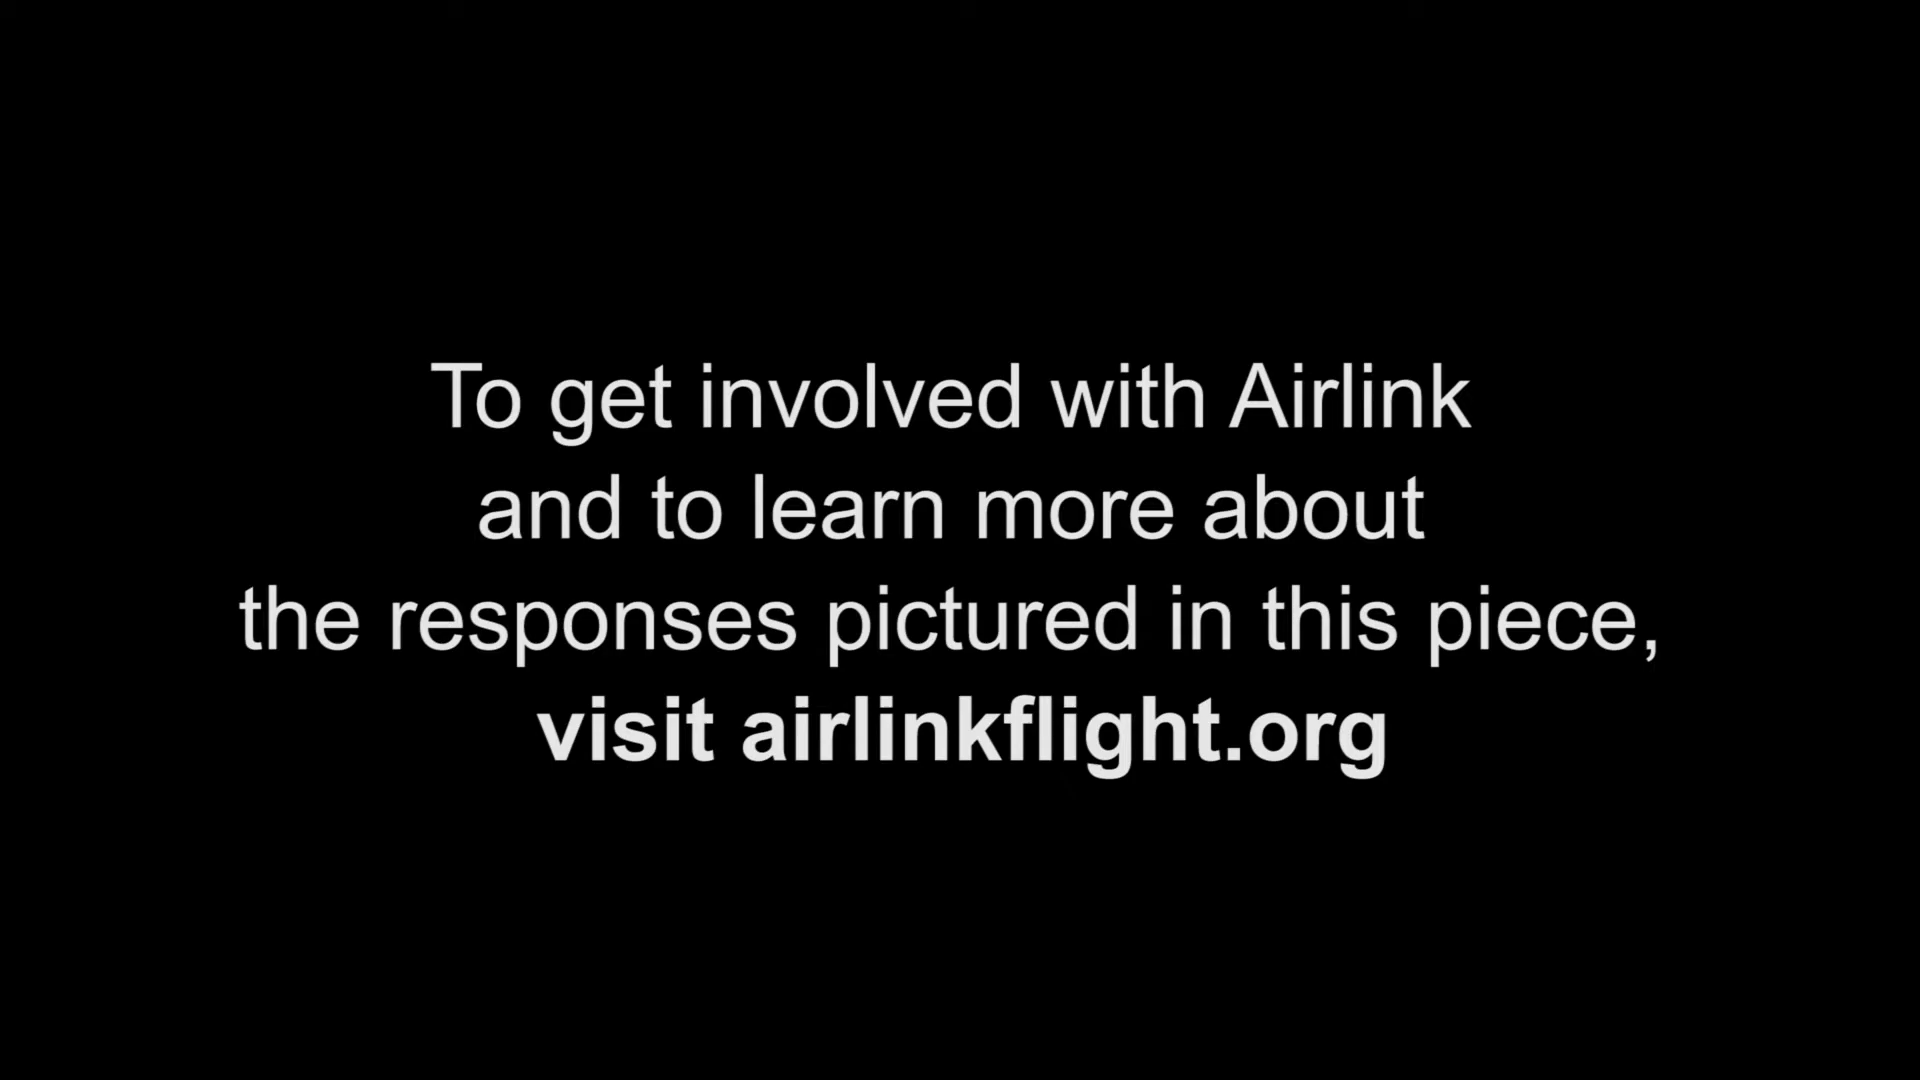 To get involved with Airlink
and to learn more about
the responses pictured in this piece,
visit airlinkflight.org